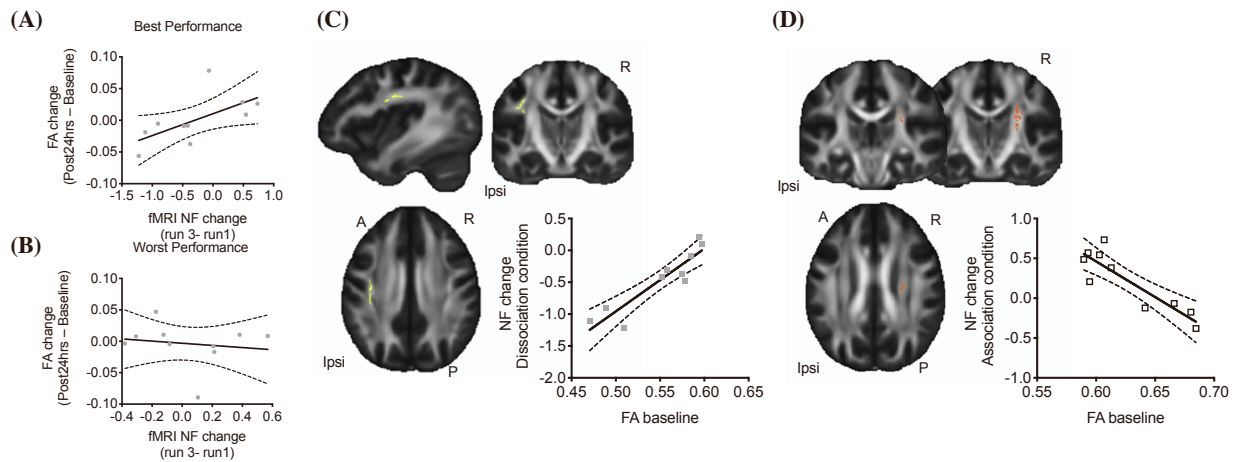 (A)
Best Performance
FA change
(Post24hrs – Baseline)
0.10
0.05
0.00
-0.05
-0.10
-1.5
-1.0
-0.5
0.0
0.5
1.0
fMRI NF change
(run 3- run1)
(B)
Worst Performance
FA change
(Post24hrs – Baseline)
0.10
0.05
0.00
-0.05
0.10
-0.4
-0.2
0.0
0.2
0.4
0.6
fMRI NF change
(run 3- run1)
(C)
R
Ipsi
A
R
Ipsi
P
NF change
Dissociation condition
0.5
0.0
-0.5
-1.0
-1.5
-2.0
0.45
0.50
0.55
0.60
FA baseline
(D)
R
Ipsi
A
R
Ipsi
P
NF change
Association condition
1.0
0.5
0.0
0.5
-1.0
0.55
0.60
0.65
0.70
FA baseline